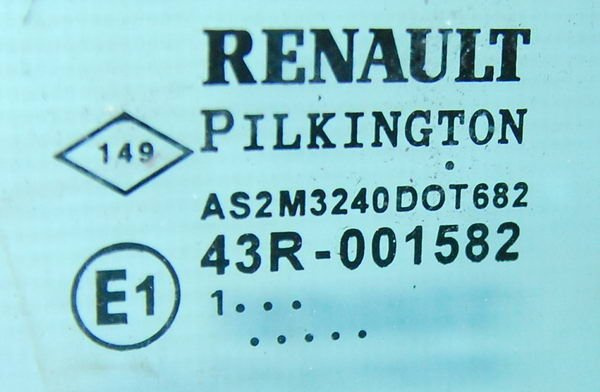 RENAULT
149
PILKINGTON
AS2M3240DOT682
E1
43R-001582
1...
.....